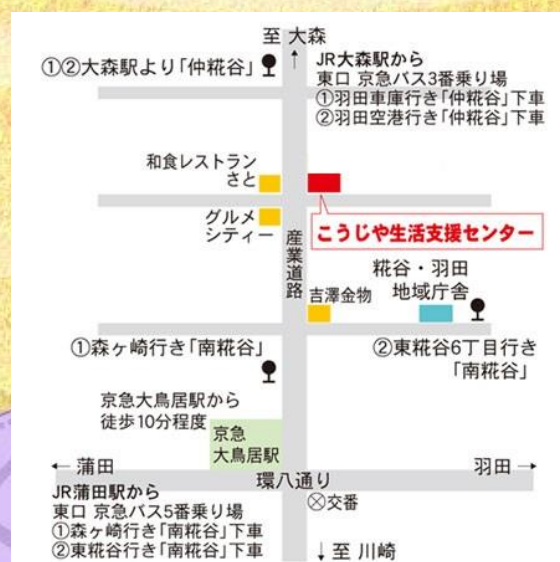 至 大森
①②大森駅より「仲糀谷」
JR大森駅から
東口 京急バス3番乗り場
①羽田車庫行き「仲糀谷」下車
②羽田空港行き「仲糀谷」下車
和食レストラン
さと
グルメ
シティー
こうじや生活支援センター
産業道路
糀谷・羽田
地域庁舎
吉澤金物
①森ヶ崎行き「南糀谷」
②東糀谷6丁目行き
「南糀谷」
京急大鳥居駅から
徒歩10分程度
京急
大鳥居駅
← 蒲田
羽田 →
環八通り
JR蒲田駅から
東口 京急バス5番乗り場
①森ヶ崎行き「南糀谷」下車
②東糀谷行き「南糀谷」下車
交番
↓至 川崎